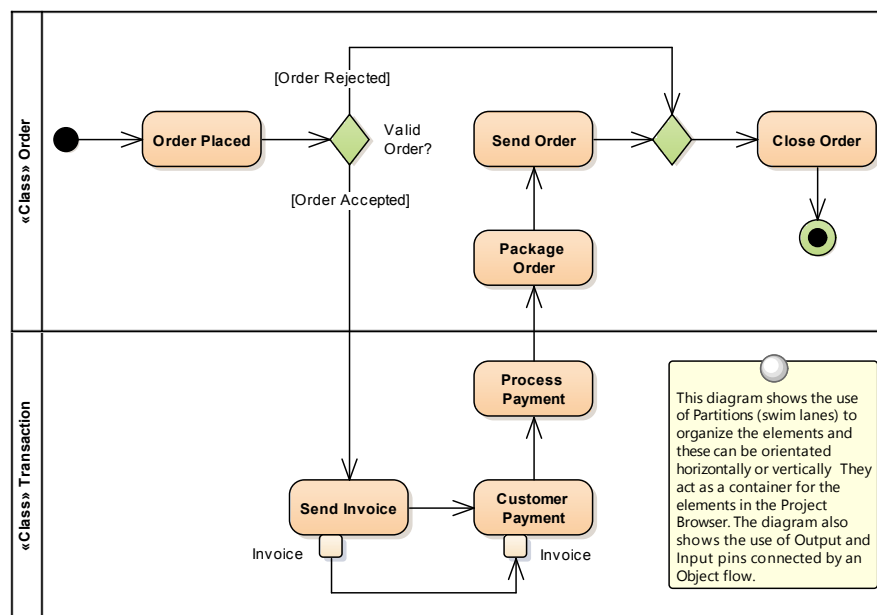 «Class» Order
[Order Rejected]
Order Placed
Valid
Order?
Send Order
Close Order
[Order Accepted]
Package
Order
«Class» Transaction
Process
Payment
Send Invoice
Customer
Payment
Invoice
Invoice
This diagram shows the use
of Partitions (swim lanes) to
organize the elements and
these can be orientated
horizontally or vertically They
act as a container for the
elements in the Project
Browser. The diagram also
shows the use of Output and
Input pins connected by an
Object flow.